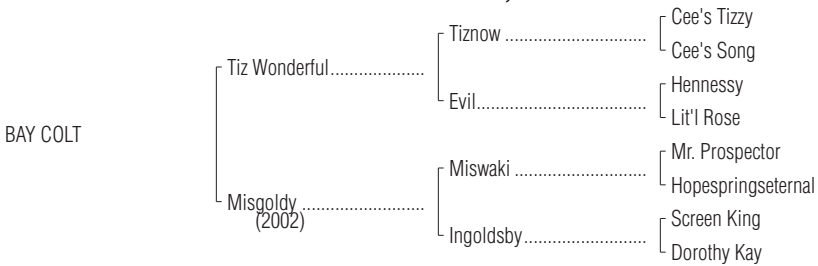 Cee's Tizzy
Tiznow ..............................
Cee's Song
Tiz Wonderful....................
Hennessy
Evil....................................
Lit'l Rose
BAY COLT
Mr. Prospector
Miswaki ............................
Hopespringseternal
Misgoldy ..........................
(2002)
Screen King
Ingoldsby..........................
Dorothy Kay